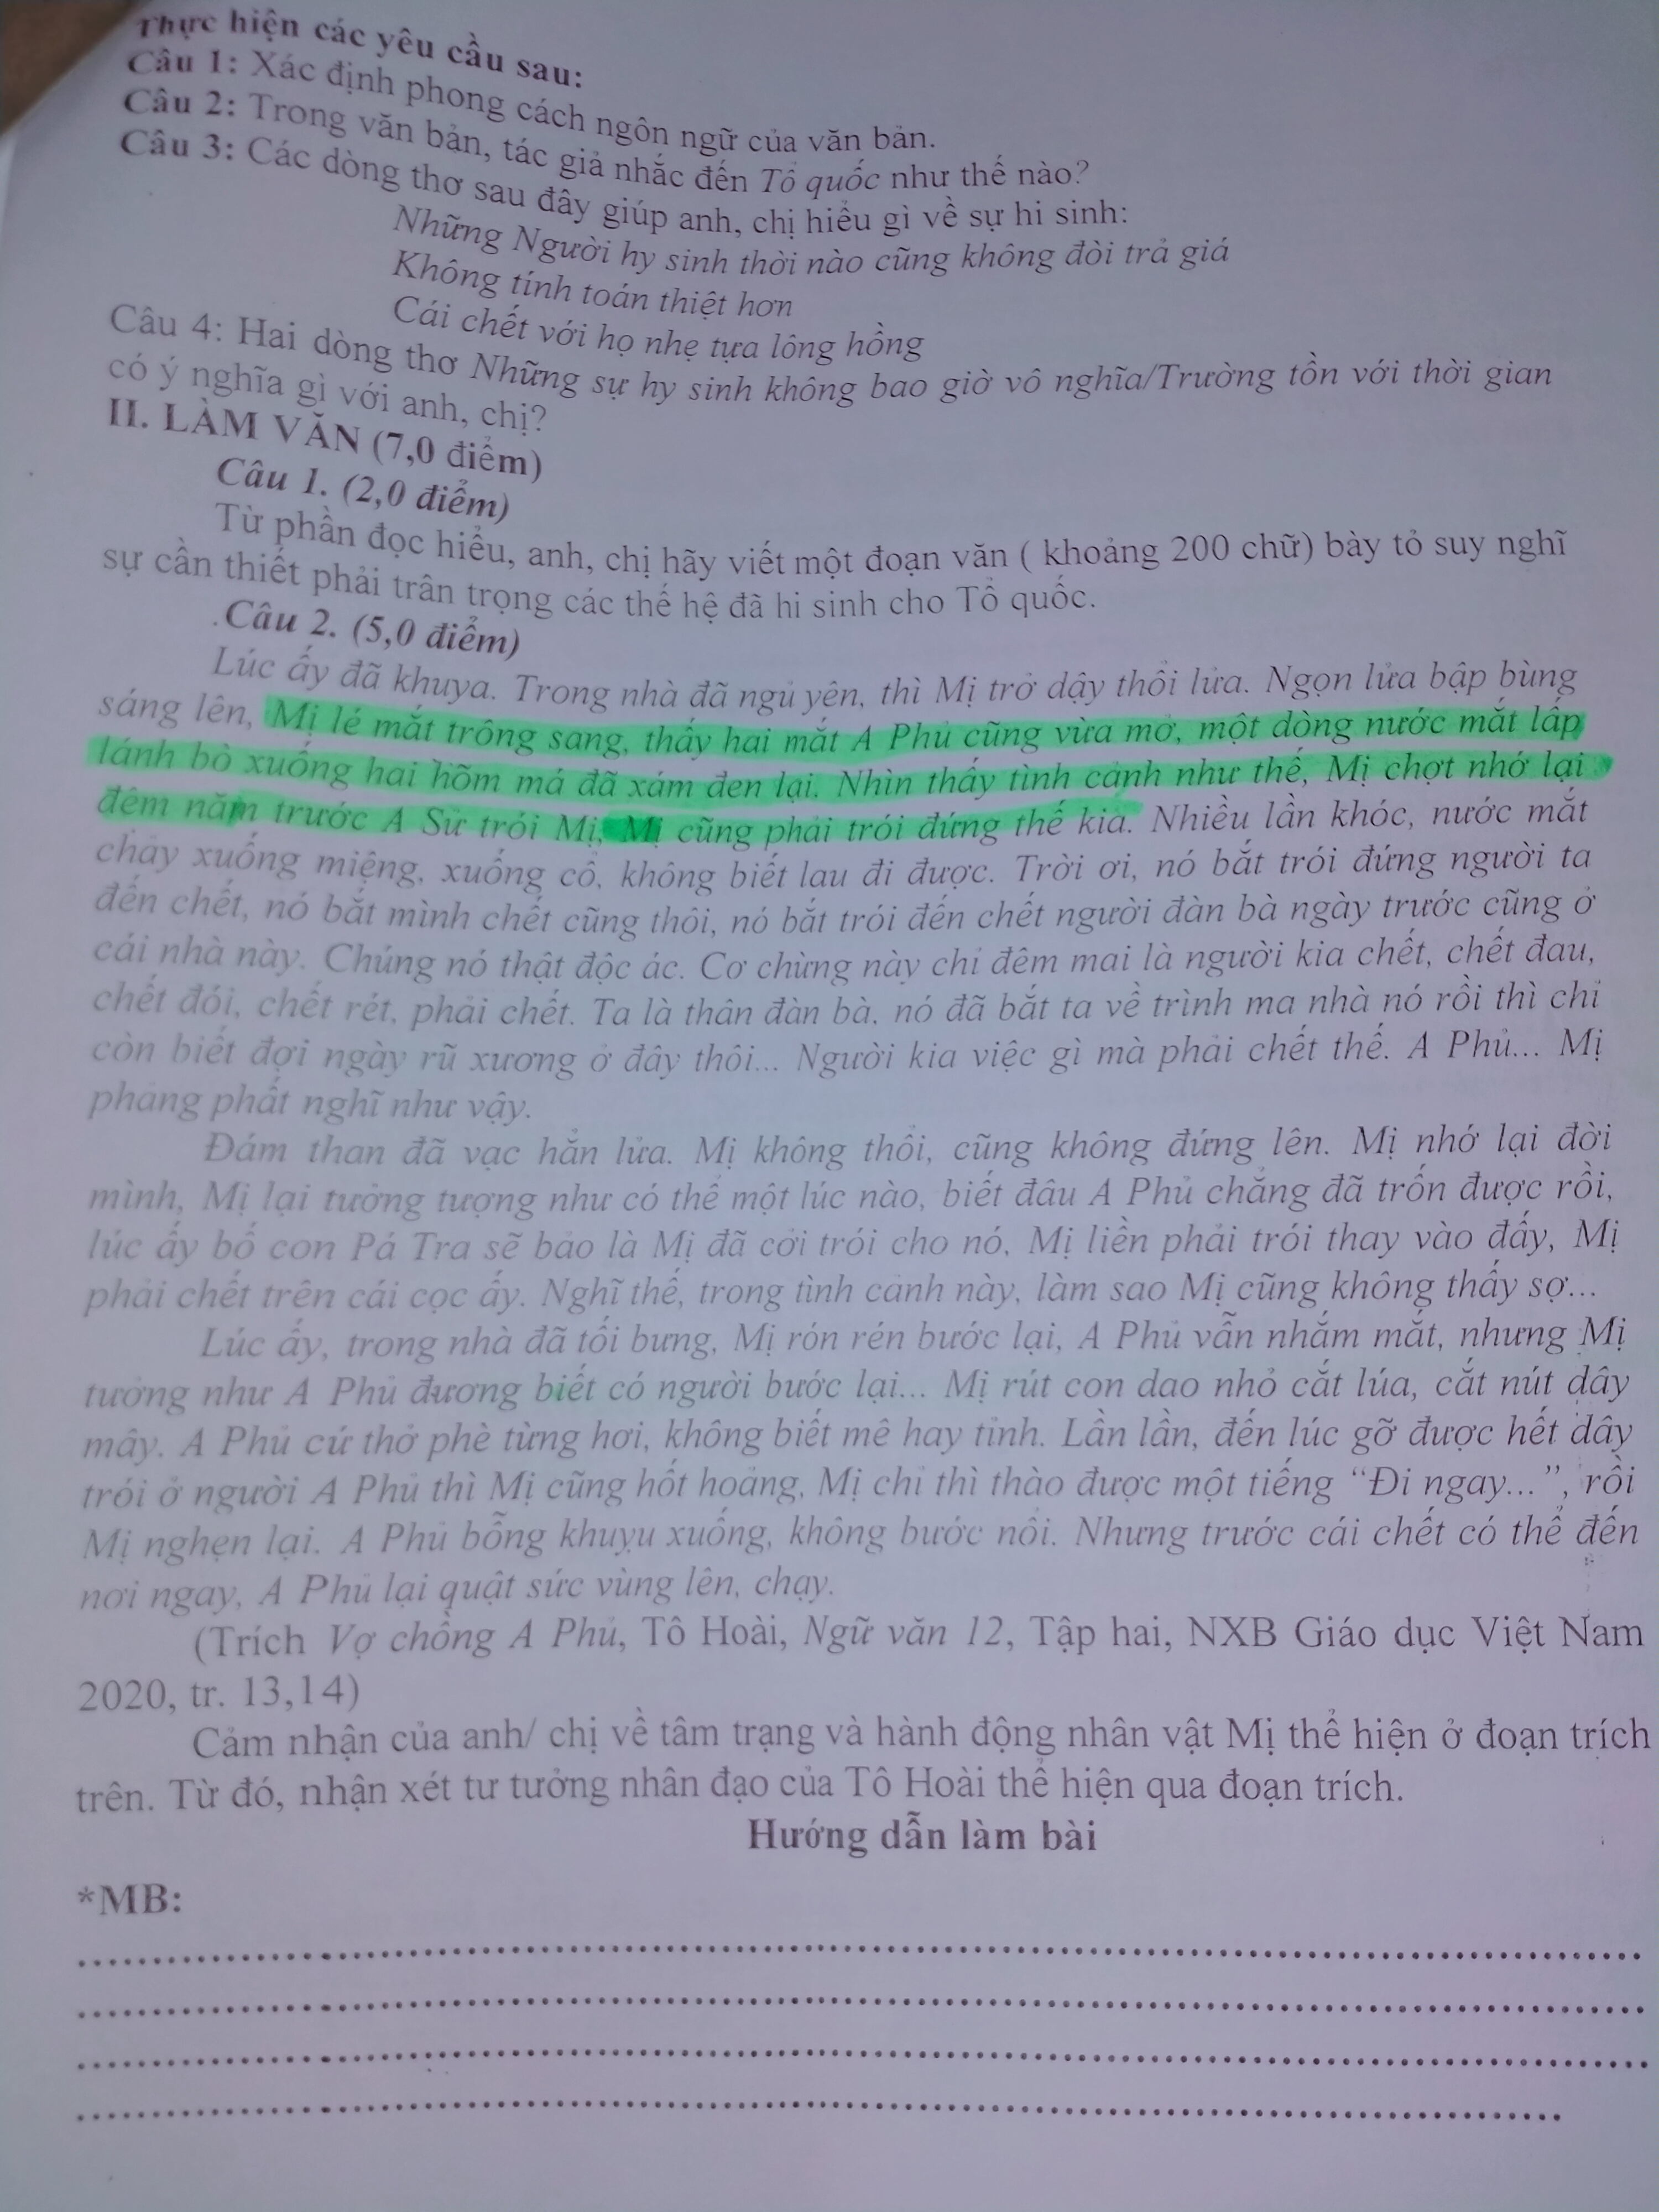 Thực hiện các yêu cầu sau:
Câu 1: Xác định phong cách ngôn ngữ của văn bản.
Câu 2: Trong văn bản, tác giả nhắc đến Tổ quốc như thế nào?
Câu 3: Các dòng thơ sau đây giúp anh, chị hiểu gì về sự hi sinh:
Những Người hy sinh thời nào cũng không đòi trả giá
Không tính toán thiệt hơn
Cái chết với họ nhẹ tựa lông hồng
Câu 4: Hai dòng thơ Những sự hy sinh không bao giờ vô nghĩa/Trường tồn với thời gian
có ý nghĩa gì với anh, chị?
II. LÀM VĂN (7,0 điểm)
Câu 1. (2,0 điểm)
Từ phần đọc hiểu, anh, chị hãy viết một đoạn văn ( khoảng 200 chữ) bày tỏ suy nghĩ
sự cần thiết phải trân trọng các thế hệ đã hi sinh cho Tổ quốc.
.Câu 2. (5,0 điểm)
Lúc ấy đã khuya. Trong nhà đã ngủ yên, thì Mị trở dậy thổi lửa. Ngọn lửa bập bùng
sáng lên, Mị lé mắt trông sang, thấy hai mắt A Phủ cũng vừa mở, một dòng nước mắt lấp
lánh bò xuống hai hõm má đã xám đen lại. Nhìn thấy tình cảnh như thế, Mị chợt nhớ lại
đêm năm trước A Sử trói Mị, Mị cũng phải trói đứng thế kia. Nhiều lần khóc, nước mắt
chảy xuống miệng, xuống cổ, không biết lau đi được. Trời ơi, nó bắt trói đứng người ta
đến chết, nó bắt mình chết cũng thôi, nó bắt trói đến chết người đàn bà ngày trước cũng ở
cái nhà này. Chúng nó thật độc ác. Cơ chừng này chỉ đêm mai là người kia chết, chết đau,
chết đói, chết rét, phải chết. Ta là thân đàn bà, nó đã bắt ta về trình ma nhà nó rồi thì chỉ
còn biết đợi ngày rũ xương ở đây thôi... Người kia việc gì mà phải chết thế. A Phủ... Mị
phảng phất nghĩ như vậy.
Đám than đã vạc hẳn lửa. Mị không thổi, cũng không đứng lên. Mị nhớ lại đời
mình, Mị lại tưởng tượng như có thể một lúc nào, biết đâu A Phủ chẳng đã trốn được rồi,
lúc ấy bố con Pá Tra sẽ bảo là Mị đã cởi trói cho nó, Mị liền phải trói thay vào đấy, Mị
phải chết trên cái cọc ấy. Nghĩ thế, trong tình cảnh này, làm sao Mị cũng không thấy sợ...
Lúc ấy, trong nhà đã tối bưng, Mị rón rén bước lại, A Phủ vẫn nhắm mắt, nhưng Mị
tưởng như A Phủ đương biết có người bước lại... Mị rút con dao nhỏ cắt lúa, cắt nút dây
mây. A Phủ cứ thở phè từng hơi, không biết mê hay tỉnh. Lần lần, đến lúc gỡ được hết dây
trói ở người A Phủ thì Mị cũng hốt hoảng, Mị chỉ thì thào được một tiếng “Đi ngay...”, rồi
Mị nghẹn lại. A Phủ bỗng khuỵu xuống, không bước nổi. Nhưng trước cái chết có thể đến
nơi ngay, A Phủ lại quật sức vùng lên, chạy.
(Trích Vợ chồng A Phủ, Tô Hoài, Ngữ văn 12, Tập hai, NXB Giáo dục Việt Nam
2020, tr. 13,14)
Cảm nhận của anh/ chị về tâm trạng và hành động nhân vật Mị thể hiện ở đoạn trích
trên. Từ đó, nhận xét tư tưởng nhân đạo của Tô Hoài thể hiện qua đoạn trích.
Hướng dẫn làm bài
*MB: